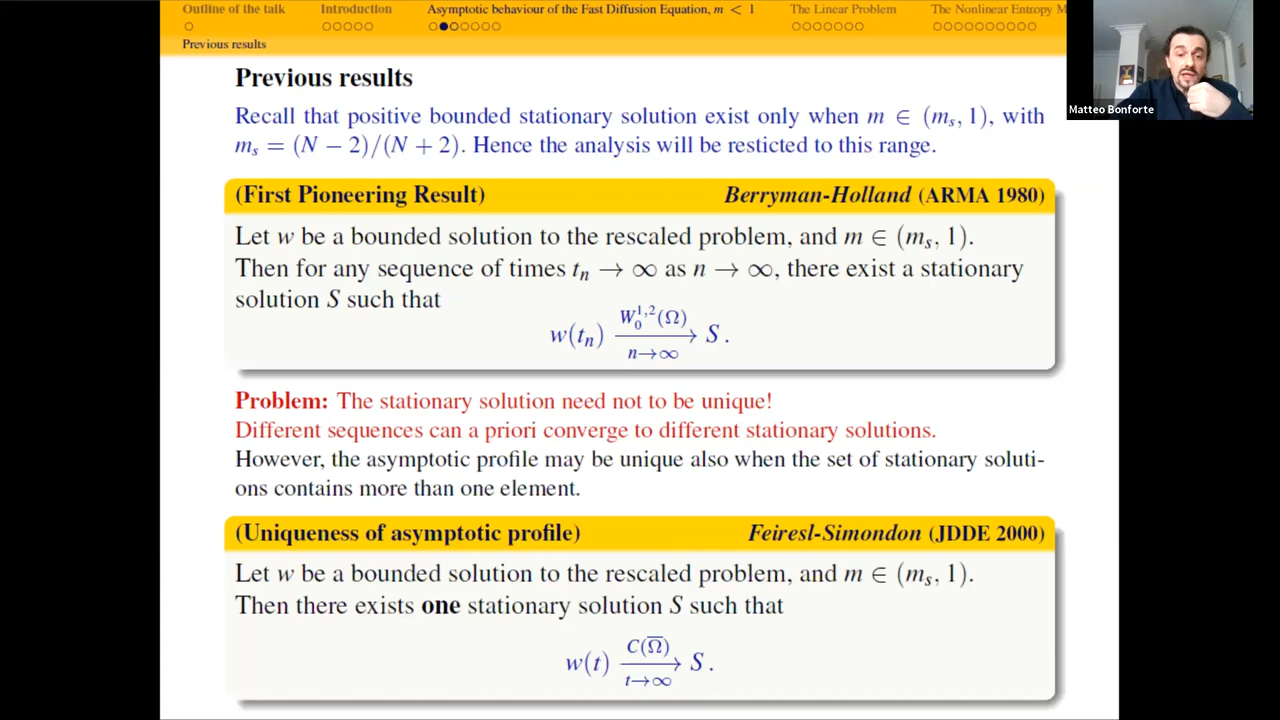 Outline of the talk Introduction Asymptotic behaviour of the Fast Diffusion Equation, m < 1 The Linear Problem The Nonlinear Entropy M
Previous results
Matteo Bonforte
Previous results
Recall that positive bounded stationary solution exist only when m ∈ (m_s, 1), with
m_s = (N − 2)/(N + 2). Hence the analysis will be resticted to this range.
(First Pioneering Result) Berryman-Holland (ARMA 1980)
Let w be a bounded solution to the rescaled problem, and m ∈ (m_s, 1).
Then for any sequence of times t_n → ∞ as n → ∞, there exist a stationary
solution S such that
w(t_n) \xrightarrow[n→∞]{W_0^{1,2}(Ω)} S .
Problem: The stationary solution need not to be unique!
Different sequences can a priori converge to different stationary solutions.
However, the asymptotic profile may be unique also when the set of stationary soluti-
ons contains more than one element.
(Uniqueness of asymptotic profile) Feiresl-Simondon (JDDE 2000)
Let w be a bounded solution to the rescaled problem, and m ∈ (m_s, 1).
Then there exists one stationary solution S such that
w(t) \xrightarrow[t→∞]{C(\overline{Ω})} S .